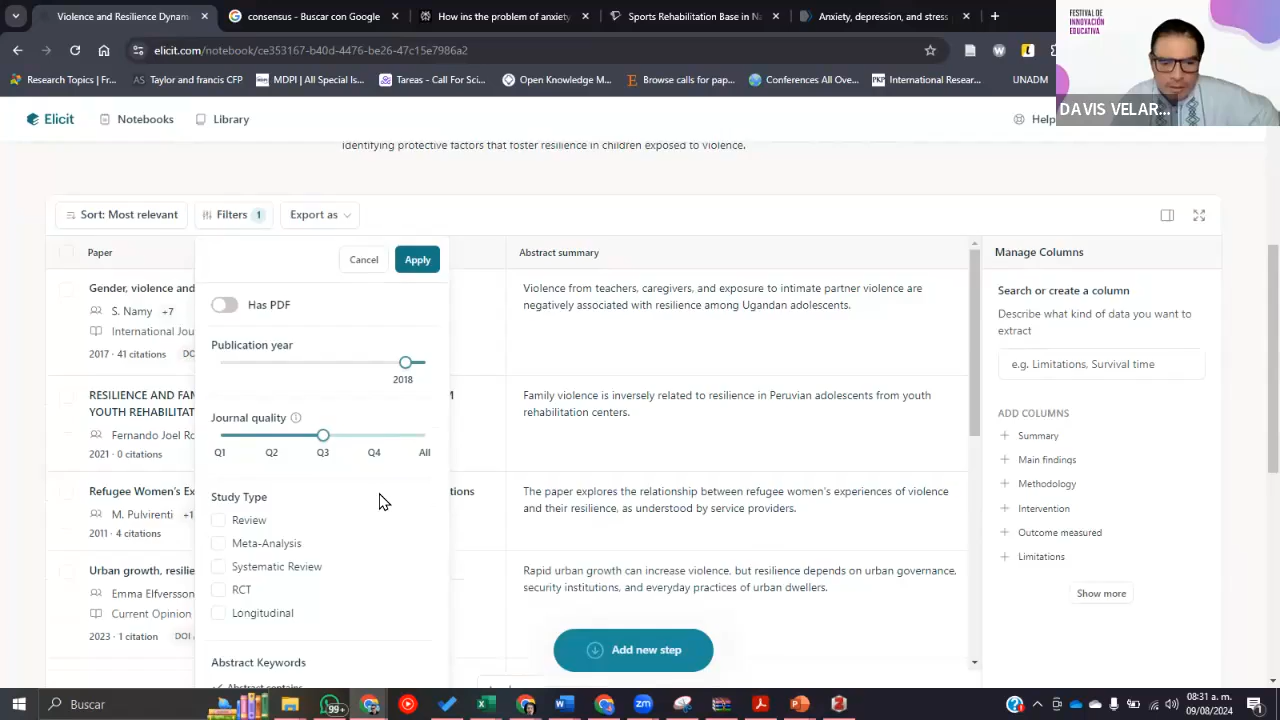 consensus - Buscar con
How is the problem of c
The Rehabilitation Bars in Na
Anxiety, depression, and stress
elicit.com/notebook/ce353167-b40d-4476-bcb6-47c15e798b62
Research Topics | Fr...
Taylor and francis CFP
MDPI | All Special Iss...
Tareas - Call For Pap...
Open Knowledge M...
Browse calls for pap...
Conferences All Ove...
International Resear...
UNADM
FESTIVAL DE
INNOVACIÓN
EDUCATIVA
DAVIS VELAR...
Elicit
Notebooks
Library
Help
Identifying protective factors that foster resilience in children exposed to violence.
Sort: Most relevant
Filters 1
Export as
Paper
Abstract summary
Manage Columns
Cancel
Apply
Gender, violence and
S. Namy +7
International Jou
2017 · 41 citations
Violence from teachers, caregivers, and exposure to intimate partner violence are
negatively associated with resilience among Ugandan adolescents.
RESILIENCE AND FAM
YOUTH REHABILITAT
Fernando Joel Ro
2021 · 0 citations
Family violence is inversely related to resilience in Peruvian adolescents from youth
rehabilitation centers.
Refugee Women's Ex
M. Pulvirenti +1
2011 · 4 citations
The paper explores the relationship between refugee women's experiences of violence
and their resilience, as understood by service providers.
Urban growth, resilie
Emma Elfversson
Current Opinion
2023 · 1 citation
DOI
Rapid urban growth can increase violence, but resilience depends on urban governance,
security institutions, and everyday practices of urban dwellers.
Has PDF
Publication year
2018
Journal quality
Q1 Q2 Q3 Q4 All
Study Type
Review
Meta-Analysis
Systematic Review
RCT
Longitudinal
Abstract Keywords
Abstract contains
Add new step
Search or create a column
Describe what kind of data you want to
extract
e.g. Limitations, Survival time
ADD COLUMNS
Summary
Main findings
Methodology
Intervention
Outcome measured
Limitations
Show more
Buscar
99+
08:31 a. m.
09/08/2024